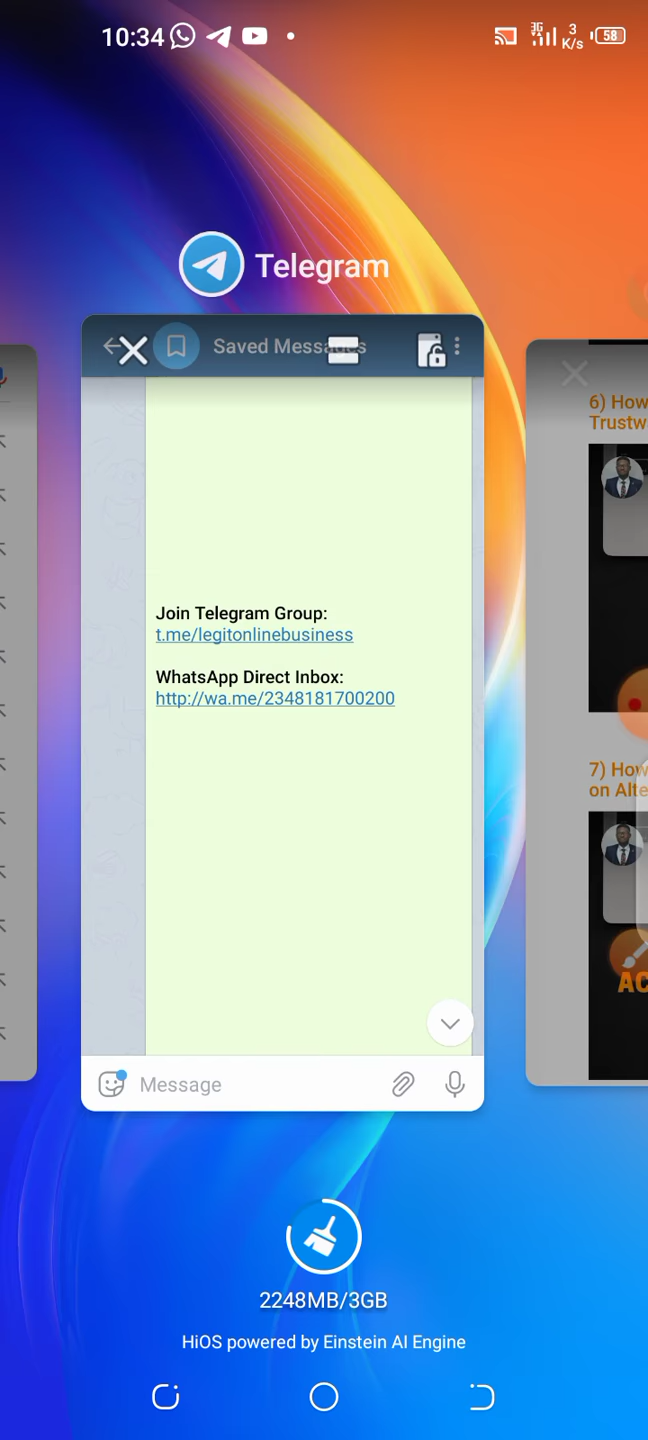 10:34
3G
3
K/s
58
Telegram
Saved Messages
6) How
Trustw
Join Telegram Group:
t.me/legitonlinebusiness
WhatsApp Direct Inbox:
http://wa.me/2348181700200
7) How
on Alte
AC
Message
2248MB/3GB
HiOS powered by Einstein AI Engine